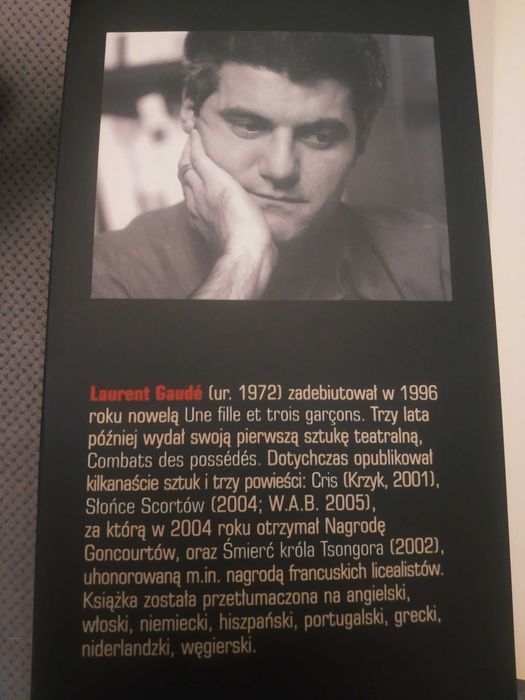 Laurent Gaudé (ur. 1972) zadebiutował w 1996
roku nowelą Une fille et trois garçons. Trzy lata
później wydał swoją pierwszą sztukę teatralną,
Combats des possédés. Dotychczas opublikował
kilkanaście sztuk i trzy powieści: Cris (Krzyk, 2001),
Słońce Scortów (2004; W.A.B. 2005),
za którą w 2004 roku otrzymał Nagrodę
Goncourtów, oraz Śmierć króla Tsongora (2002),
uhonorowaną m.in. nagrodą francuskich licealistów.
Książka została przetłumaczona na angielski,
włoski, niemiecki, hiszpański, portugalski, grecki,
niderlandzki, węgierski.